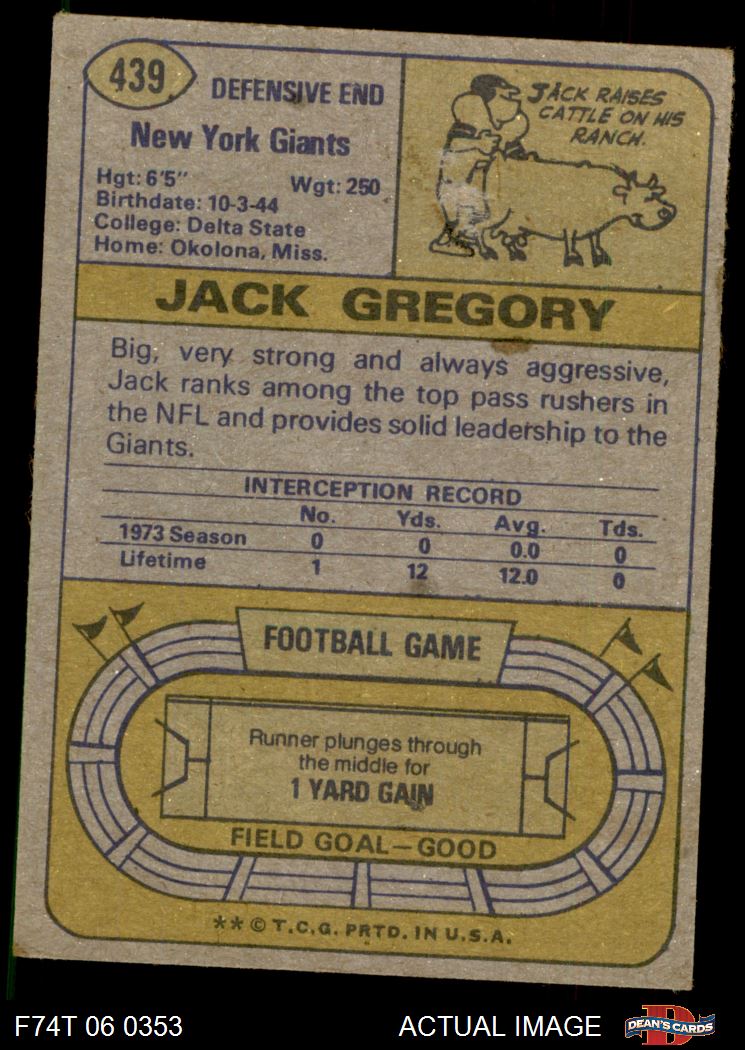 439
DEFENSIVE END
New York Giants
Hgt: 6'5" Wgt: 250
Birthdate: 10-3-44
College: Delta State
Home: Okolona, Miss.
JACK RAISES
CATTLE ON HIS
RANCH.
JACK GREGORY
Big, very strong and always aggressive,
Jack ranks among the top pass rushers in
the NFL and provides solid leadership to the
Giants.
INTERCEPTION RECORD
No. Yds. Avg. Tds.
1973 Season 0 0 0.0 0
Lifetime 1 12 12.0 0
FOOTBALL GAME
Runner plunges through
the middle for
1 YARD GAIN
FIELD GOAL—GOOD
** © T.C.G. PRTD. IN U.S.A.
F74T 06 0353 ACTUAL IMAGE
DEAN'S CARDS